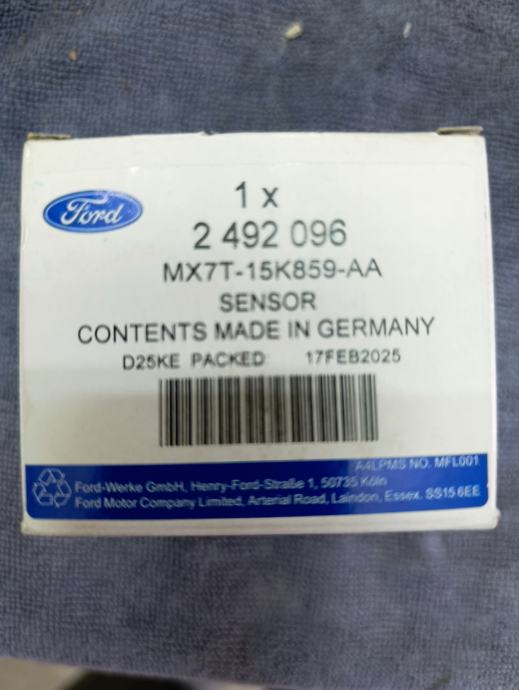 Ford
1 x
2 492 096
MX7T-15K859-AA
SENSOR
CONTENTS MADE IN GERMANY
D25KE PACKED: 17FEB2025
A4LPMS NO. MFL001
Ford-Werke GmbH, Henry-Ford-Straße 1, 50735 Köln
Ford Motor Company Limited, Arterial Road, Laindon, Essex. SS15 6EE